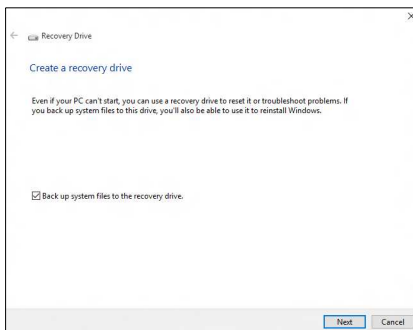 Recovery Drive
Create a recovery drive
Even if your PC can't start, you can use a recovery drive to reset it or troubleshoot problems. If
you back up system files to this drive, you'll also be able to use it to reinstall Windows.
Back up system files to the recovery drive.
Next Cancel